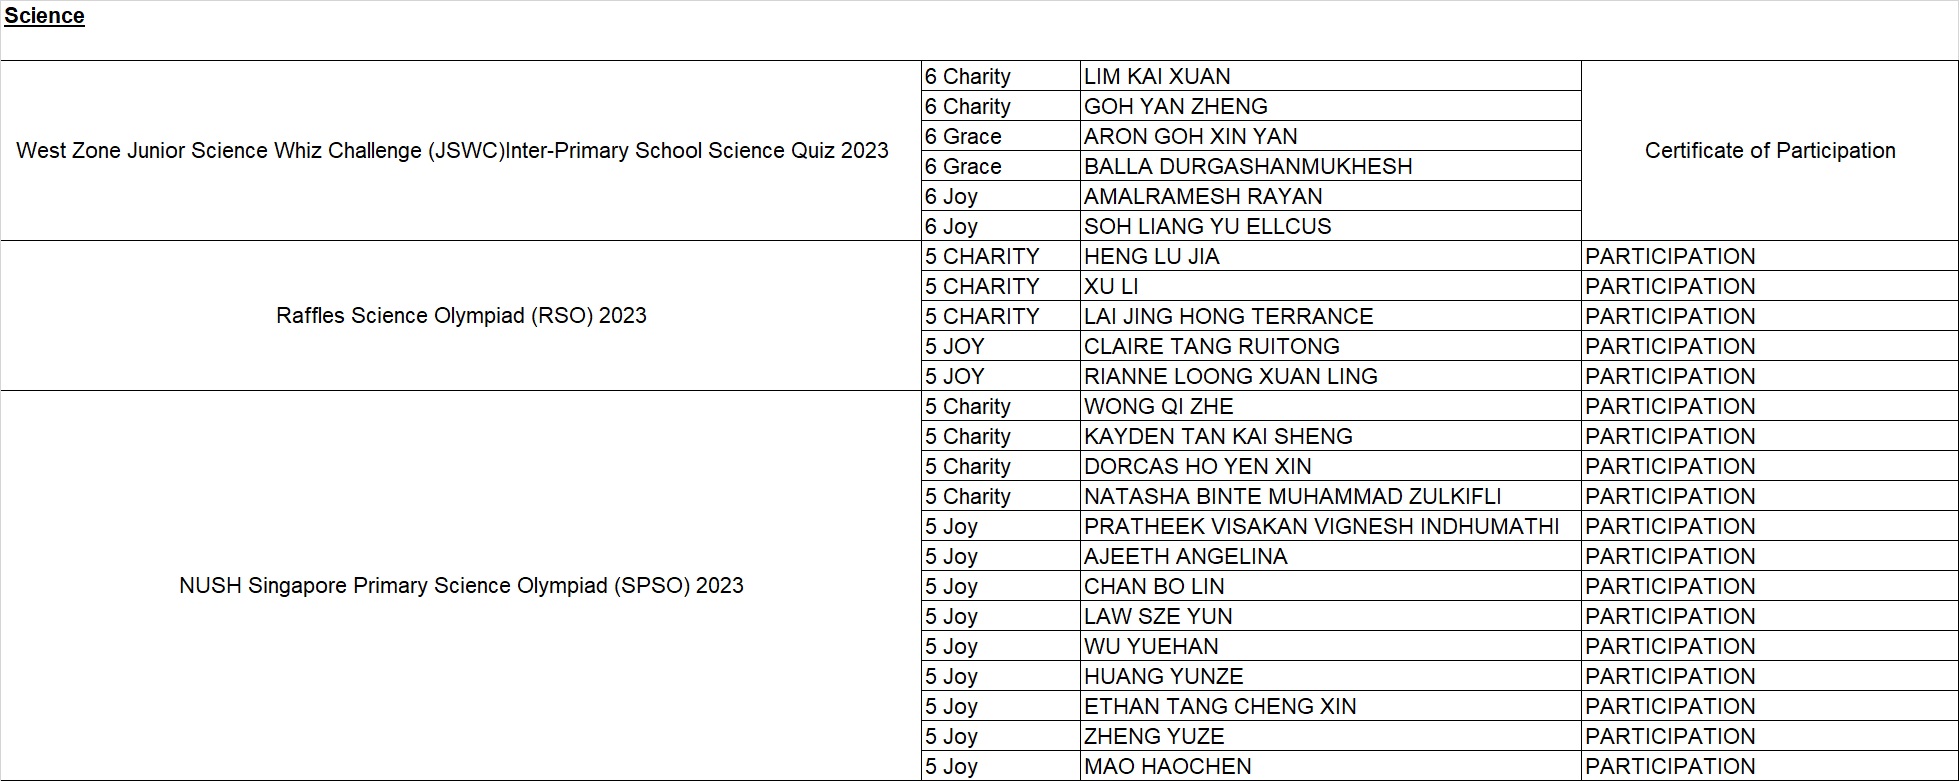 Science
West Zone Junior Science Whiz Challenge (JSWC)Inter-Primary School Science Quiz 2023
6 Charity LIM KAI XUAN
6 Charity GOH YAN ZHENG
6 Grace ARON GOH XIN YAN
6 Grace BALLA DURGASHANMUKHESH
6 Joy AMALRAMESH RAYAN
6 Joy SOH LIANG YU ELLCUS
Certificate of Participation
Raffles Science Olympiad (RSO) 2023
5 CHARITY HENG LU JIA PARTICIPATION
5 CHARITY XU LI PARTICIPATION
5 CHARITY LAI JING HONG TERRANCE PARTICIPATION
5 JOY CLAIRE TANG RUITONG PARTICIPATION
5 JOY RIANNE LOONG XUAN LING PARTICIPATION
NUSH Singapore Primary Science Olympiad (SPSO) 2023
5 Charity WONG QI ZHE PARTICIPATION
5 Charity KAYDEN TAN KAI SHENG PARTICIPATION
5 Charity DORCAS HO YEN XIN PARTICIPATION
5 Charity NATASHA BINTE MUHAMMAD ZULKIFLI PARTICIPATION
5 Joy PRATHEEK VISAKAN VIGNESH INDHUMATHI PARTICIPATION
5 Joy AJEETH ANGELINA PARTICIPATION
5 Joy CHAN BO LIN PARTICIPATION
5 Joy LAW SZE YUN PARTICIPATION
5 Joy WU YUEHAN PARTICIPATION
5 Joy HUANG YUNZE PARTICIPATION
5 Joy ETHAN TANG CHENG XIN PARTICIPATION
5 Joy ZHENG YUZE PARTICIPATION
5 Joy MAO HAOCHEN PARTICIPATION